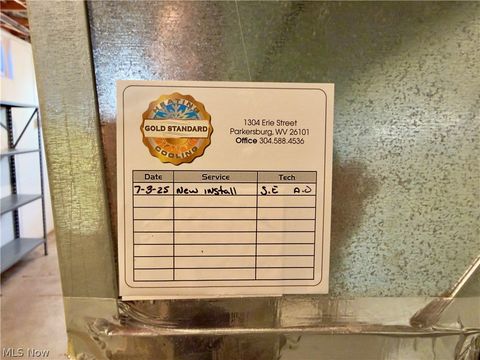 HEATING
GOLD STANDARD
COOLING
1304 Erie Street
Parkersburg, WV 26101
Office 304.588.4536
Date Service Tech
7-3-25 New install J.E A.D
MLS Now